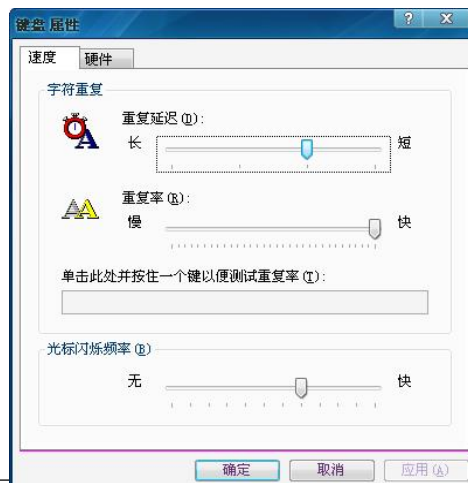 键盘 属性
速度 硬件
字符重复
重复延迟(D):
长 短
重复率(R):
慢 快
单击此处并按住一个键以便测试重复率(T):
光标闪烁频率(B)
无 快
确定 取消 应用(A)